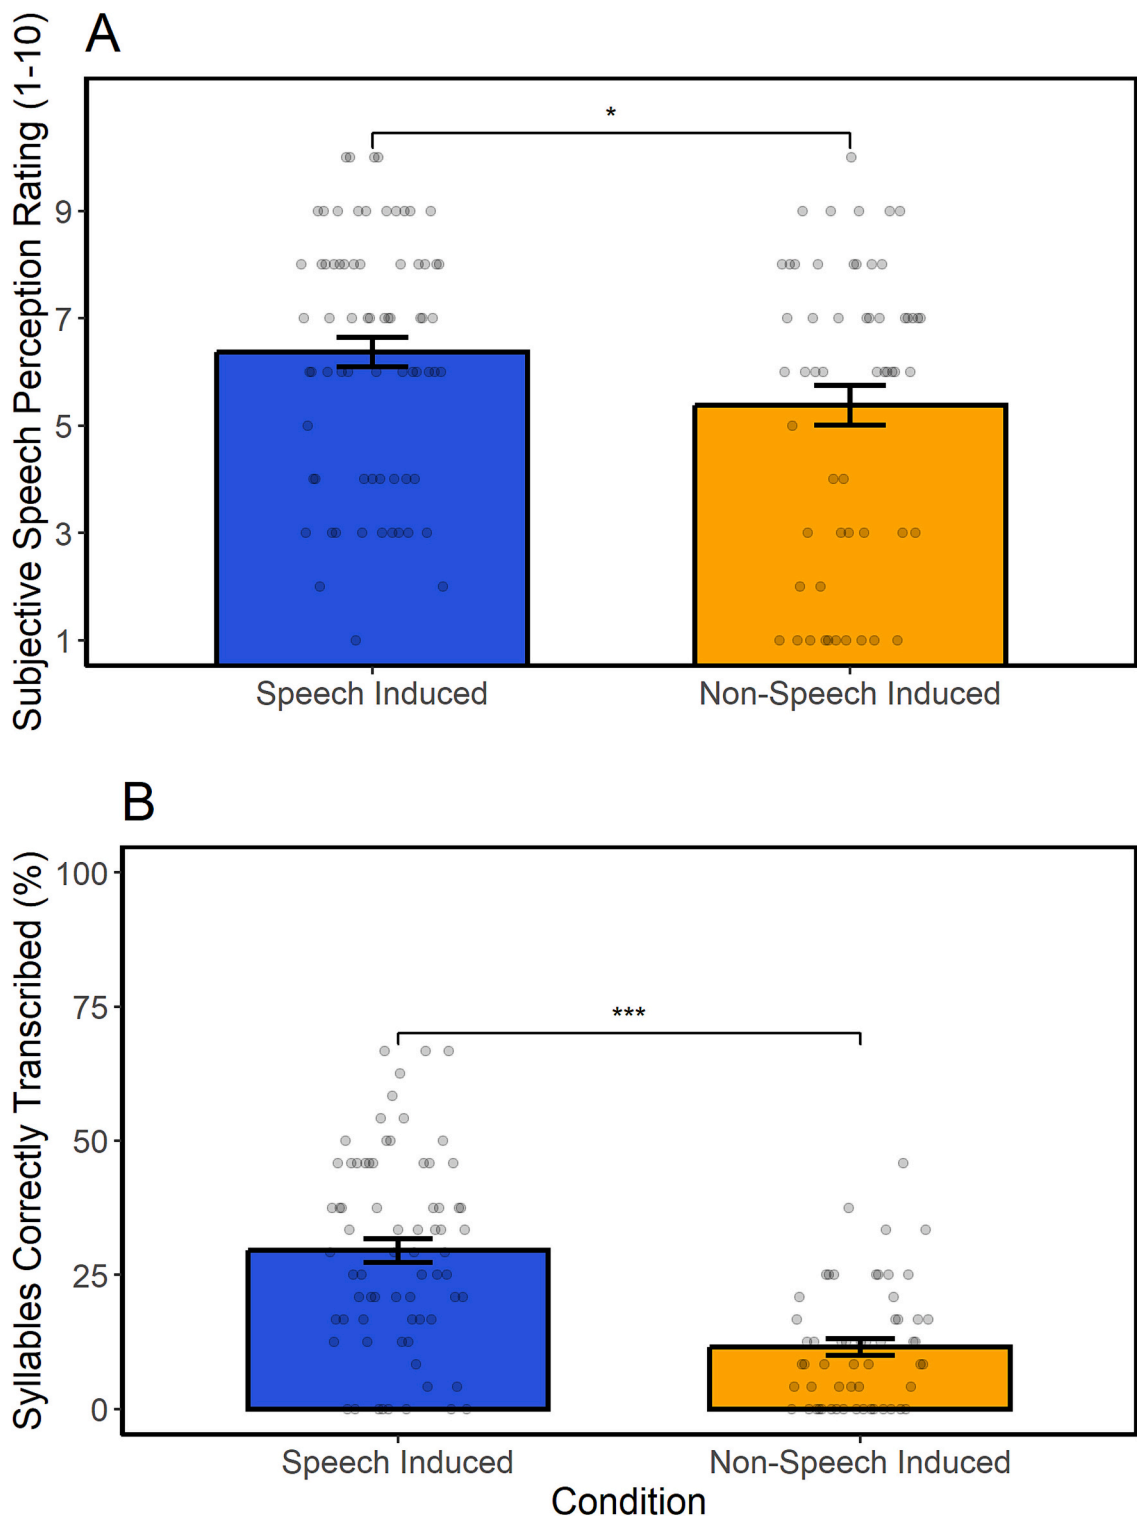 A
Subjective Speech Perception Rating (1-10)
*
9
7
5
3
1
Speech Induced
Non-Speech Induced
B
Syllables Correctly Transcribed (%)
100
75
***
50
25
0
Speech Induced
Non-Speech Induced
Condition